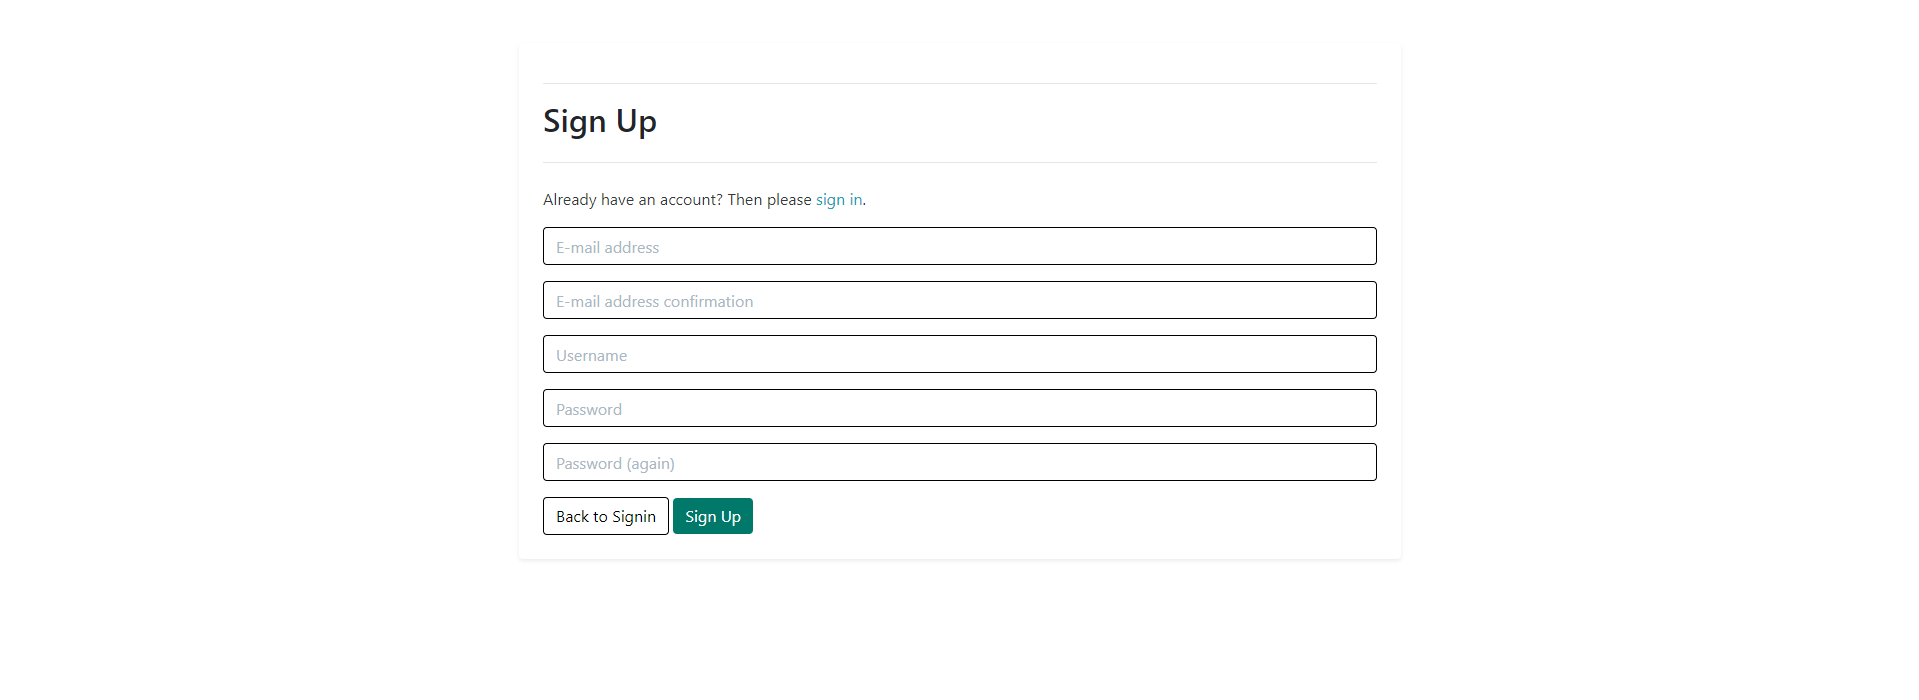 Sign Up
Already have an account? Then please sign in.
E-mail address
E-mail address confirmation
Username
Password
Password (again)
Back to Signin Sign Up